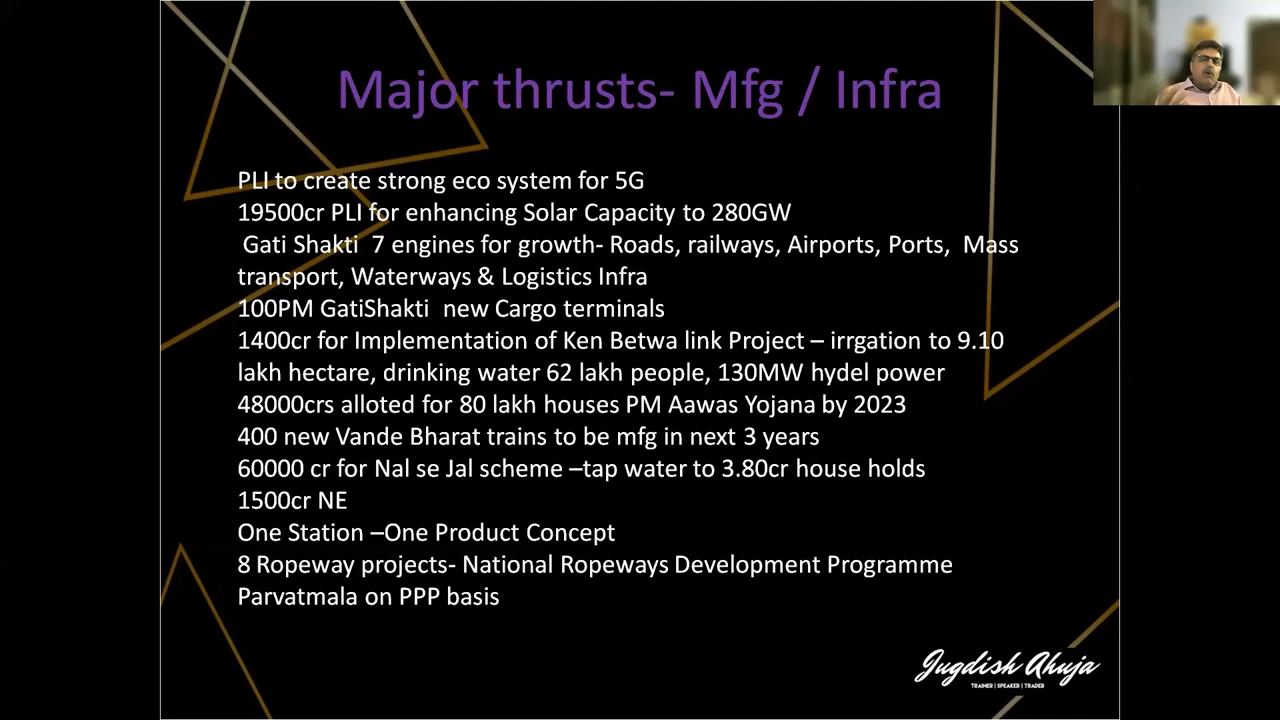 Major thrusts- Mfg / Infra
PLI to create strong eco system for 5G
19500cr PLI for enhancing Solar Capacity to 280GW
Gati Shakti 7 engines for growth- Roads, railways, Airports, Ports, Mass
transport, Waterways & Logistics Infra
100PM GatiShakti new Cargo terminals
1400cr for Implementation of Ken Betwa link Project – irrgation to 9.10
lakh hectare, drinking water 62 lakh people, 130MW hydel power
48000crs alloted for 80 lakh houses PM Aawas Yojana by 2023
400 new Vande Bharat trains to be mfg in next 3 years
60000 cr for Nal se Jal scheme –tap water to 3.80cr house holds
1500cr NE
One Station –One Product Concept
8 Ropeway projects- National Ropeways Development Programme
Parvatmala on PPP basis
Jugdish Ahuja
TRAINER | SPEAKER | TRADER